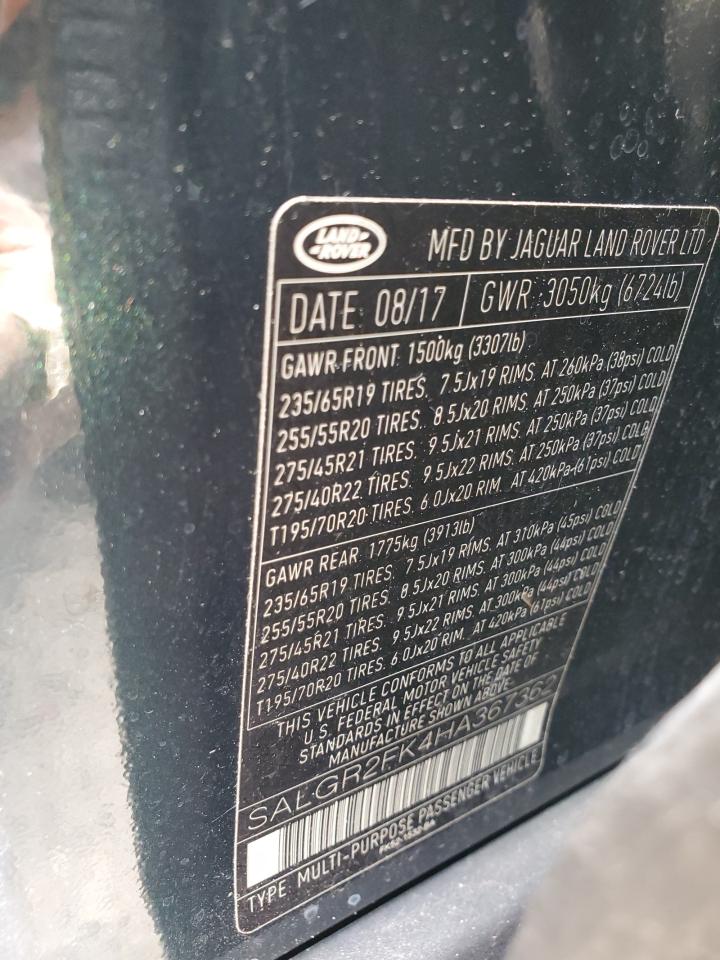 LAND ROVER
MFD BY JAGUAR LAND ROVER LTD
DATE 08/17 GWR 3050kg (6724lb)
GAWR FRONT 1500kg (3307lb)
235/65R19 TIRES. 7.5Jx19 RIMS. AT 260kPa (38psi) COLD
255/55R20 TIRES. 8.5Jx20 RIMS. AT 250kPa (37psi) COLD
275/45R21 TIRES. 9.5Jx21 RIMS. AT 250kPa (37psi) COLD
275/40R22 TIRES. 9.5Jx22 RIMS. AT 250kPa (37psi) COLD
T195/70R20 TIRES. 6.0Jx20 RIM. AT 420kPa (61psi) COLD
GAWR REAR 1775kg (3913lb)
235/65R19 TIRES. 7.5Jx19 RIMS. AT 310kPa (45psi) COLD
255/55R20 TIRES. 8.5Jx20 RIMS. AT 300kPa (44psi) COLD
275/45R21 TIRES. 9.5Jx21 RIMS. AT 300kPa (44psi) COLD
275/40R22 TIRES. 9.5Jx22 RIMS. AT 300kPa (44psi) COLD
T195/70R20 TIRES. 6.0Jx20 RIM. AT 420kPa (61psi) COLD
THIS VEHICLE CONFORMS TO ALL APPLICABLE
U.S. FEDERAL MOTOR VEHICLE SAFETY
STANDARDS IN EFFECT ON THE DATE OF
MANUFACTURE SHOWN ABOVE.
SALGR2FK4HA367362
TYPE MULTI-PURPOSE PASSENGER VEHICLE